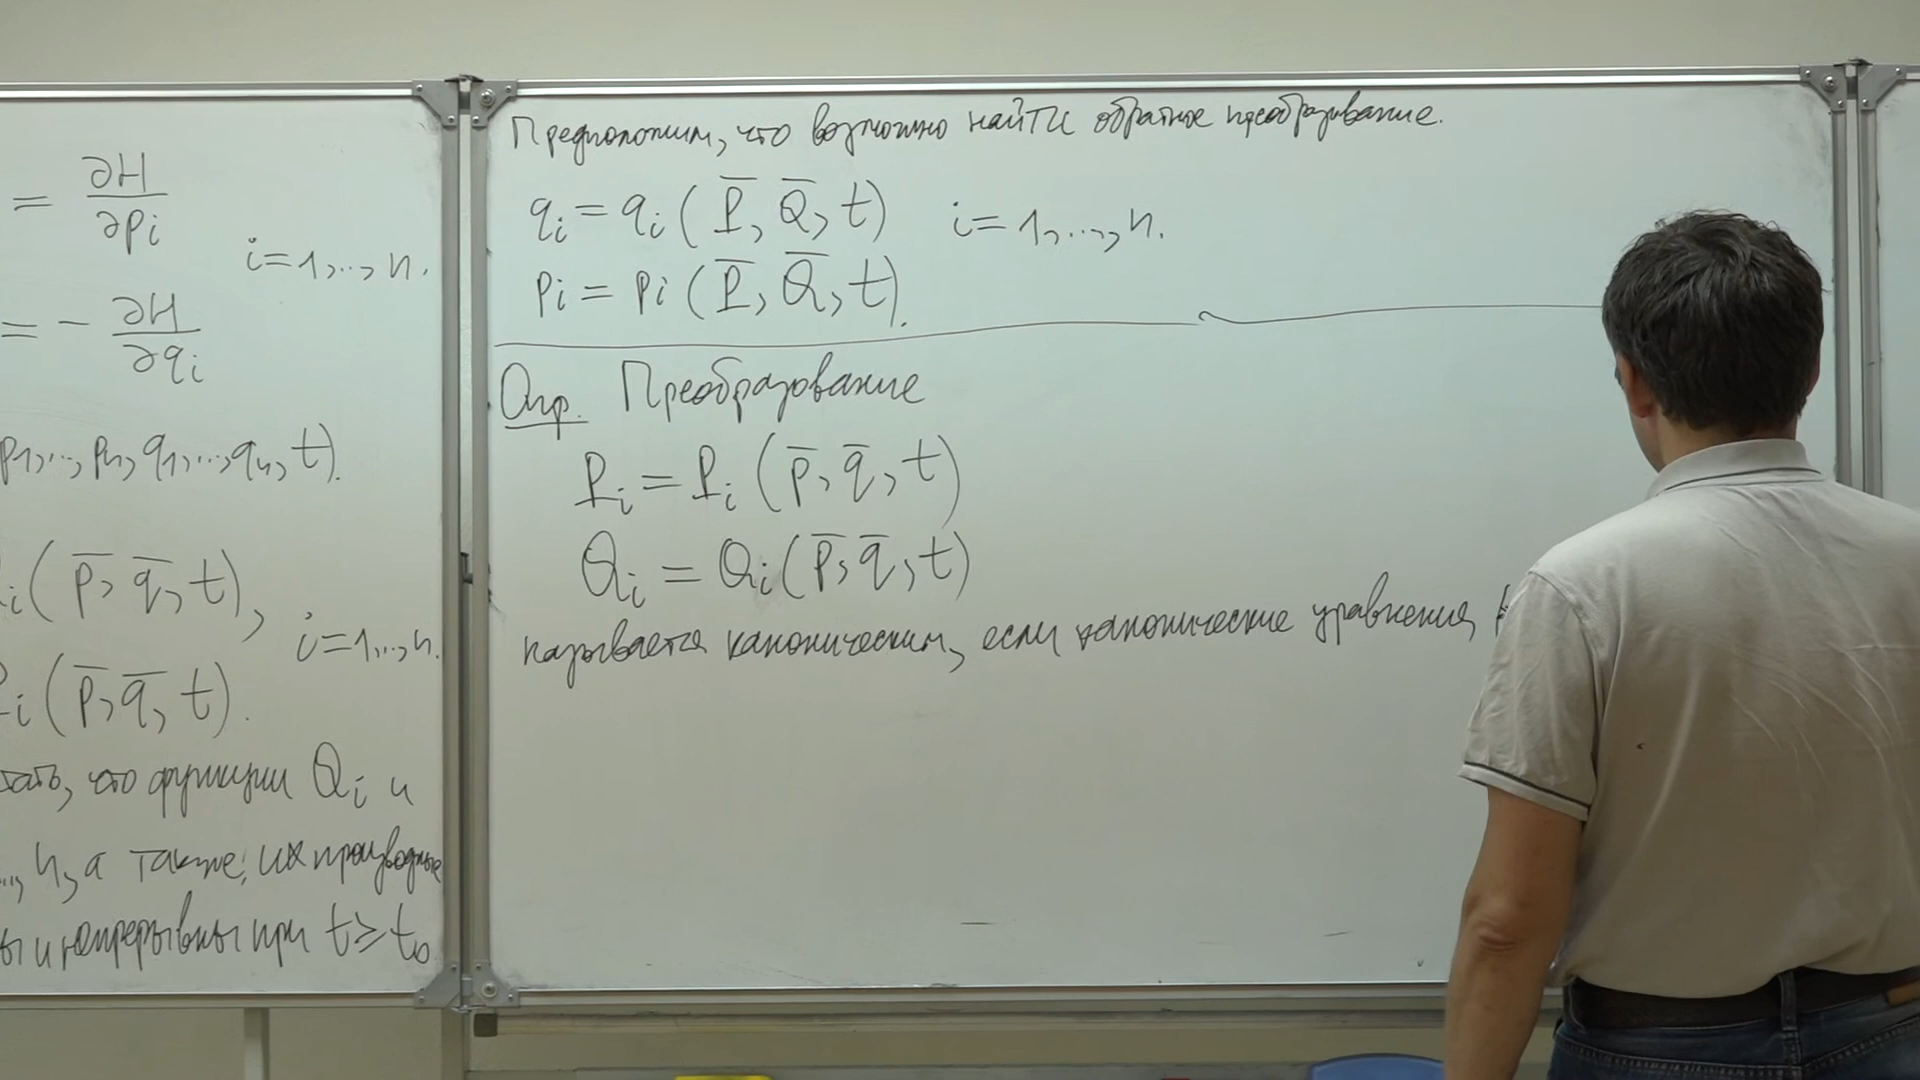 = ∂H/∂pi
i=1,..,n.
= - ∂H/∂qi
p1,.., pn, q1,..,qn, t).
i(p̄, q̄, t),
i=1,..,n.
i(p̄, q̄, t).
тать, что функции Qi и
.., n, а также, их производные
ы и непрерывны при t ≥ t0
Предположим, что возможно найти обратное преобразование.
qi = qi (P̄, Q̄, t) i=1,...,n.
pi = pi (P̄, Q̄, t).
Опр. Преобразование
Pi = Pi (p̄, q̄, t)
Qi = Qi (p̄, q̄, t)
называется каноническим, если канонические уравнения,